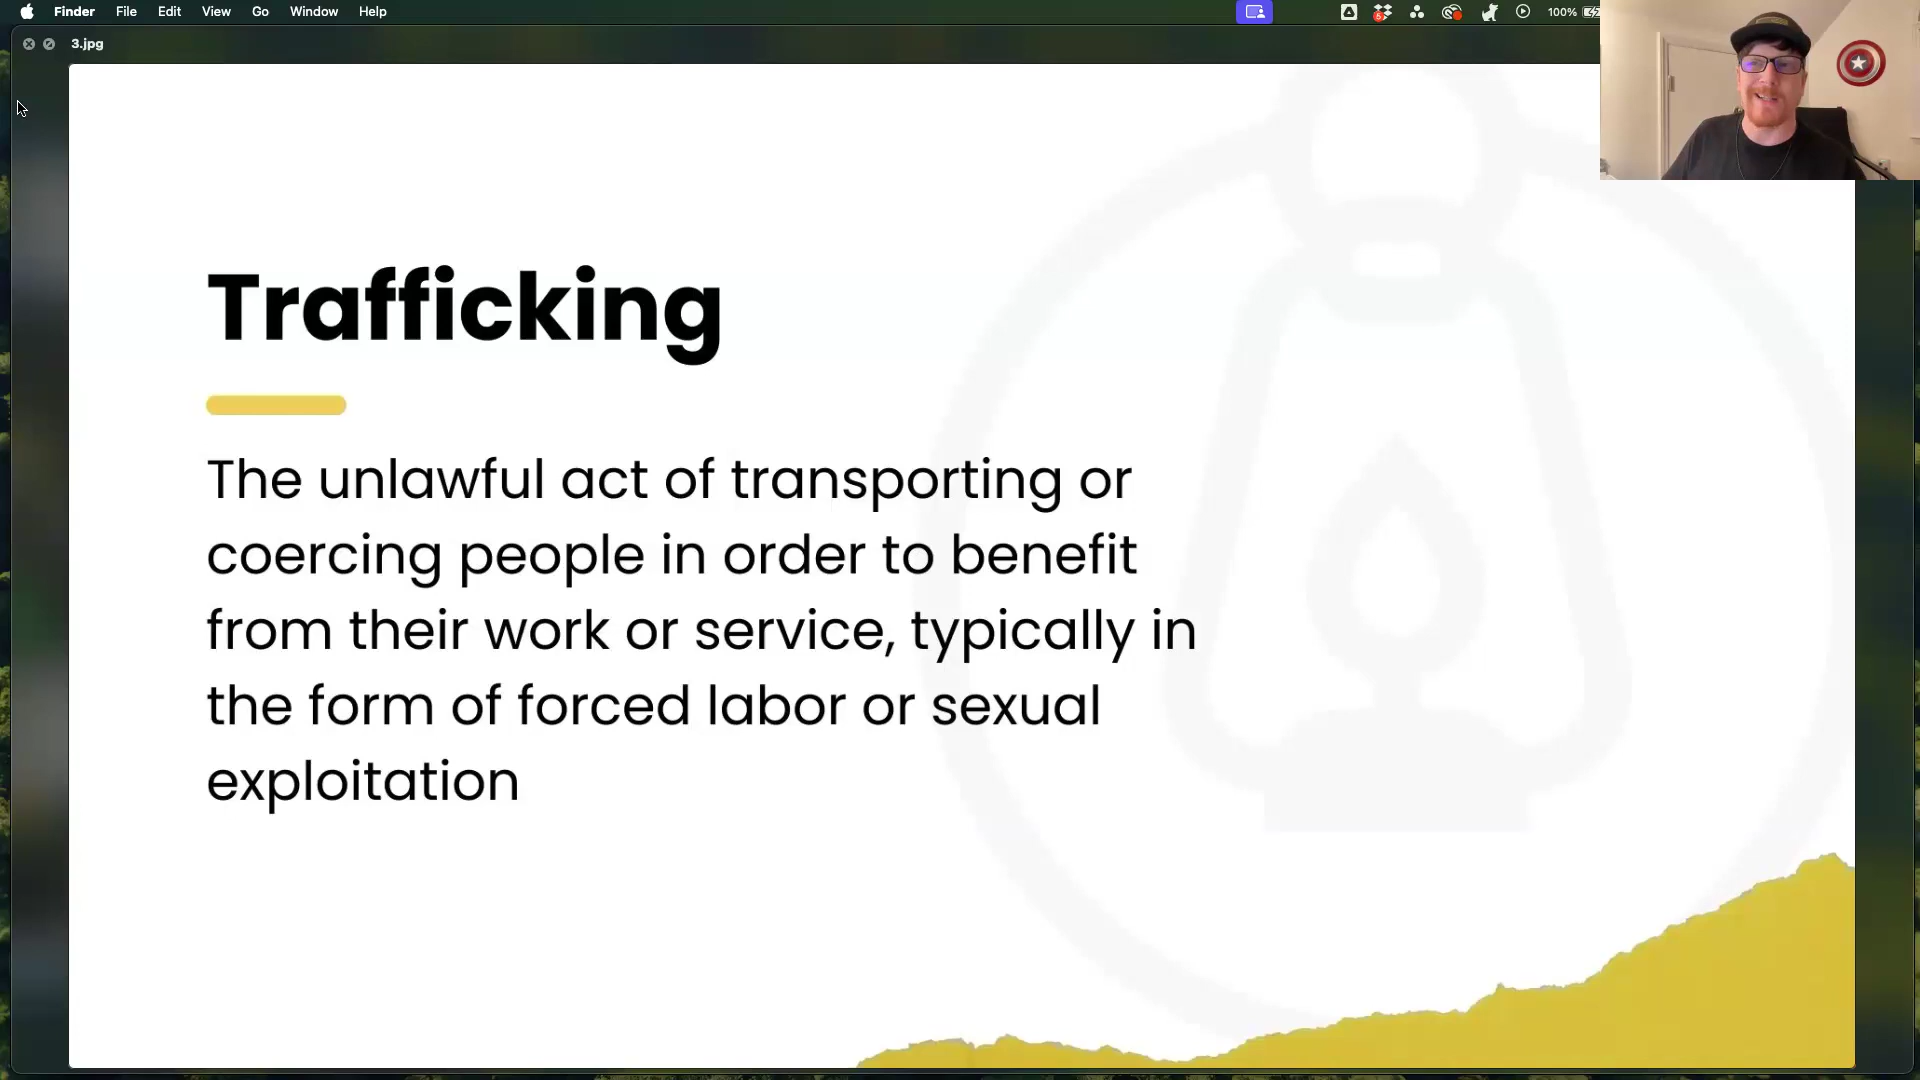 Finder File Edit View Go Window Help
5
100%
3.jpg
Trafficking
The unlawful act of transporting or
coercing people in order to benefit
from their work or service, typically in
the form of forced labor or sexual
exploitation